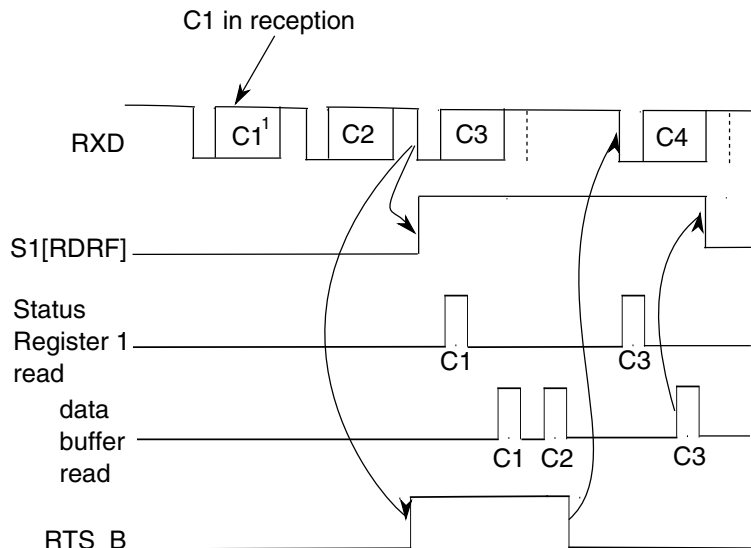 C1 in reception
RXD
C1¹
C2
C3
C4
S1[RDRF]
Status
Register 1
read
C1
C3
data
buffer
read
C1
C2
C3
RTS_B